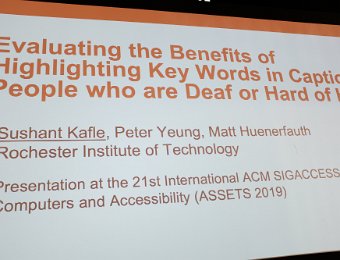 Evaluating the Benefits of
Highlighting Key Words in Captio
People who are Deaf or Hard of H
Sushant Kafle, Peter Yeung, Matt Huenerfauth
Rochester Institute of Technology
Presentation at the 21st International ACM SIGACCESS
Computers and Accessibility (ASSETS 2019)